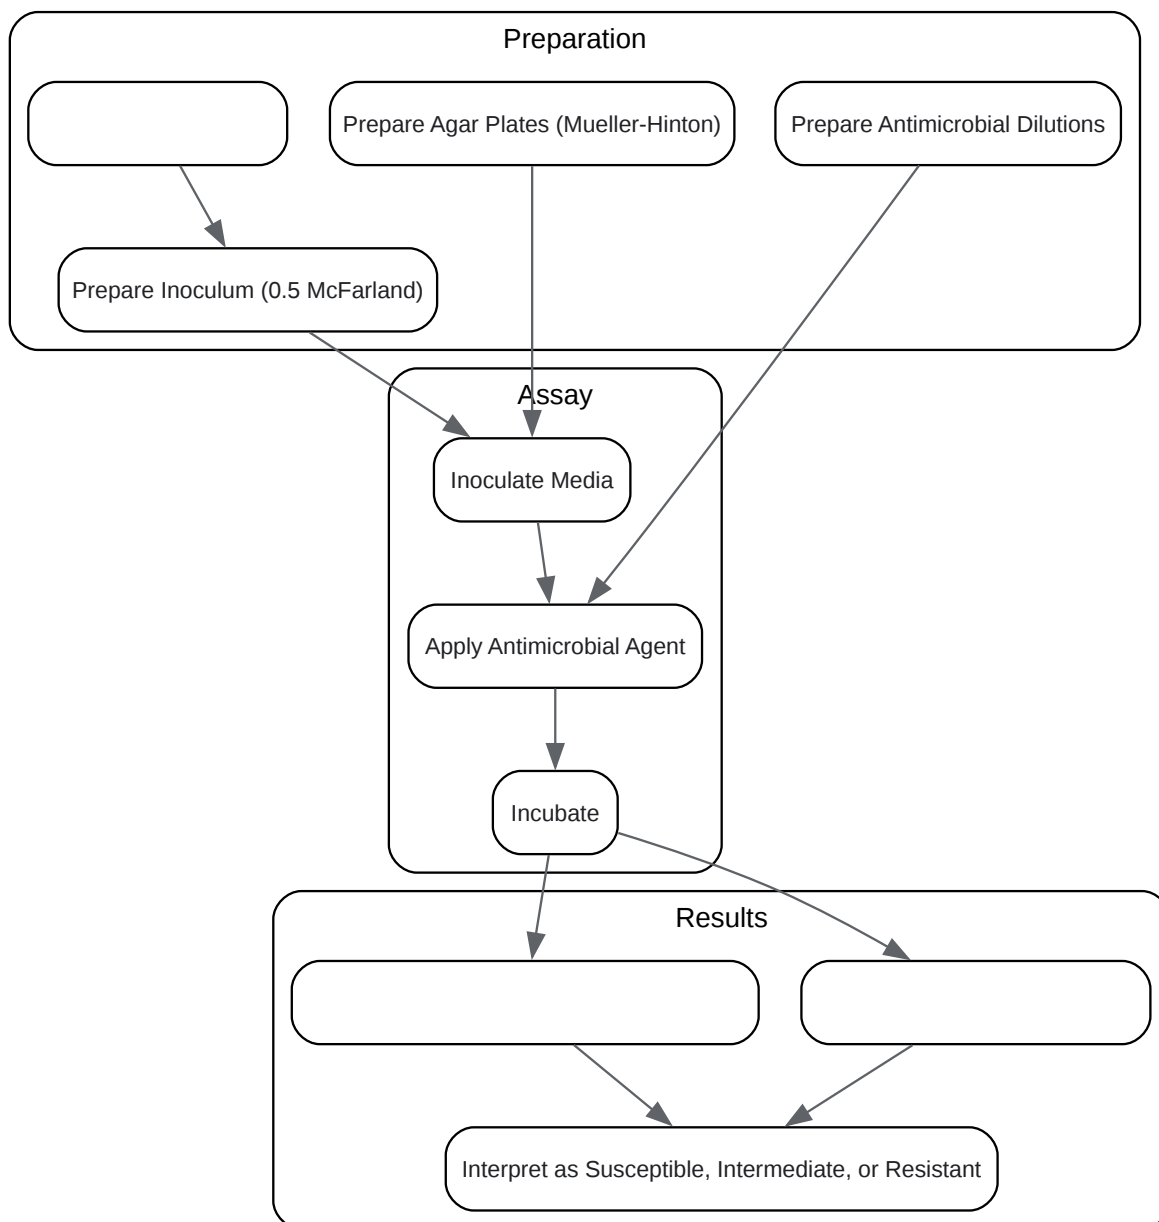 Preparation
Prepare Agar Plates (Mueller-Hinton)
Prepare Antimicrobial Dilutions
Prepare Inoculum (0.5 McFarland)
Assay
Inoculate Media
Apply Antimicrobial Agent
Incubate
Results
Interpret as Susceptible, Intermediate, or Resistant